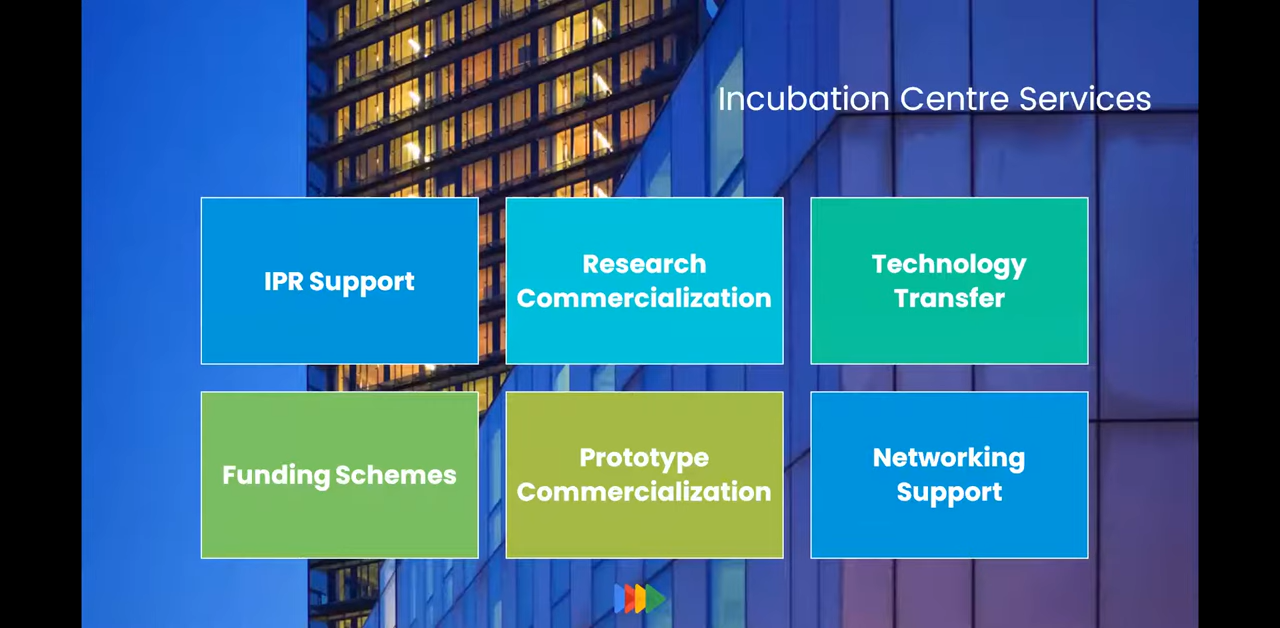 Incubation Centre Services
IPR Support
Research
Commercialization
Technology
Transfer
Funding Schemes
Prototype
Commercialization
Networking
Support